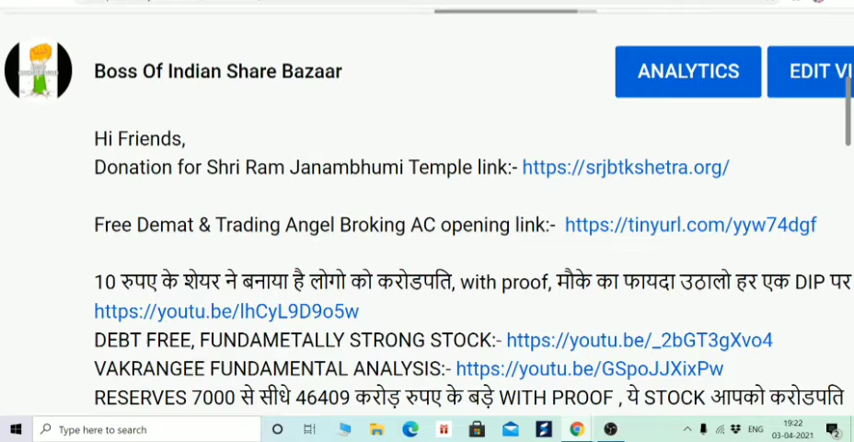 Boss Of Indian Share Bazaar
ANALYTICS
EDIT VI
Hi Friends,
Donation for Shri Ram Janambhumi Temple link:- https://srjbtkshetra.org/
Free Demat & Trading Angel Broking AC opening link:- https://tinyurl.com/yyw74dgf
10 रुपए के शेयर ने बनाया है लोगो को करोडपति, with proof, मौके का फायदा उठालो हर एक DIP पर
https://youtu.be/lhCyL9D9o5w
DEBT FREE, FUNDAMETALLY STRONG STOCK:- https://youtu.be/_2bGT3gXvo4
VAKRANGEE FUNDAMENTAL ANALYSIS:- https://youtu.be/GSpoJJXixPw
RESERVES 7000 से सीधे 46409 करोड़ रुपए के बड़े WITH PROOF , ये STOCK आपको करोडपति
Type here to search
ENG
19:22
03-04-2021
2